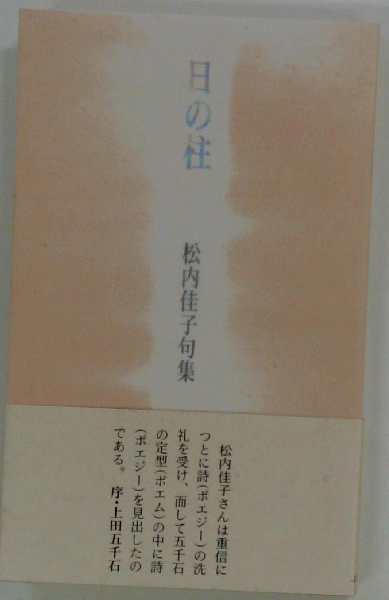 日の柱
松内佳子句集
松内佳子さんは重信に
つとに詩(ポエジー)の洗
礼を受け、而して五千石
の定型(ポエム)の中に詩
(ポエジー)を見出したの
である。 序・上田五千石